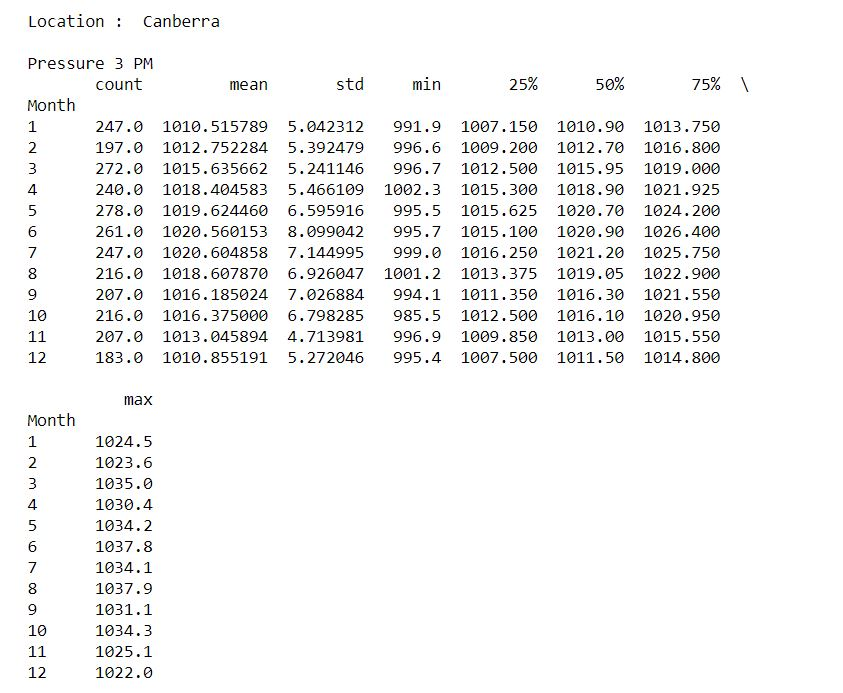 Location :  Canberra
Pressure 3 PM
       count         mean       std     min       25%      50%       75%  \
Month
1      247.0  1010.515789  5.042312   991.9  1007.150  1010.90  1013.750
2      197.0  1012.752284  5.392479   996.6  1009.200  1012.70  1016.800
3      272.0  1015.635662  5.241146   996.7  1012.500  1015.95  1019.000
4      240.0  1018.404583  5.466109  1002.3  1015.300  1018.90  1021.925
5      278.0  1019.624460  6.595916   995.5  1015.625  1020.70  1024.200
6      261.0  1020.560153  8.099042   995.7  1015.100  1020.90  1026.400
7      247.0  1020.604858  7.144995   999.0  1016.250  1021.20  1025.750
8      216.0  1018.607870  6.926047  1001.2  1013.375  1019.05  1022.900
9      207.0  1016.185024  7.026884   994.1  1011.350  1016.30  1021.550
10     216.0  1016.375000  6.798285   985.5  1012.500  1016.10  1020.950
11     207.0  1013.045894  4.713981   996.9  1009.850  1013.00  1015.550
12     183.0  1010.855191  5.272046   995.4  1007.500  1011.50  1014.800
          max
Month
1      1024.5
2      1023.6
3      1035.0
4      1030.4
5      1034.2
6      1037.8
7      1034.1
8      1037.9
9      1031.1
10     1034.3
11     1025.1
12     1022.0